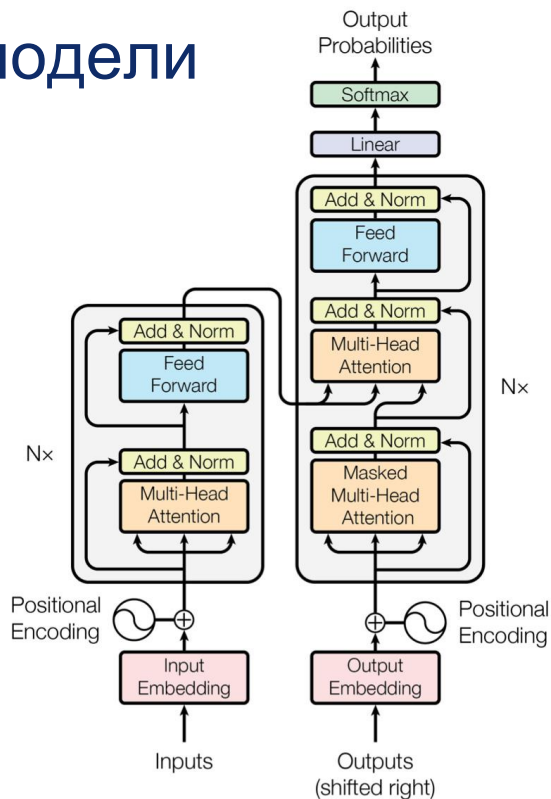 модели
Output
Probabilities
Softmax
Linear
Add & Norm
Feed
Forward
Add & Norm
Multi-Head
Attention
Add & Norm
Masked
Multi-Head
Attention
Nx
Add & Norm
Feed
Forward
Add & Norm
Multi-Head
Attention
Nx
Positional
Encoding
Positional
Encoding
Input
Embedding
Output
Embedding
Inputs
Outputs
(shifted right)